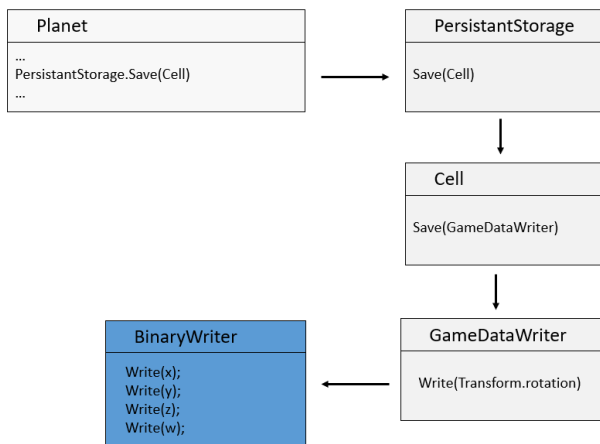 Planet
...
PersistantStorage.Save(Cell)
...
PersistantStorage
Save(Cell)
Cell
Save(GameDataWriter)
GameDataWriter
Write(Transform.rotation)
BinaryWriter
Write(x);
Write(y);
Write(z);
Write(w);